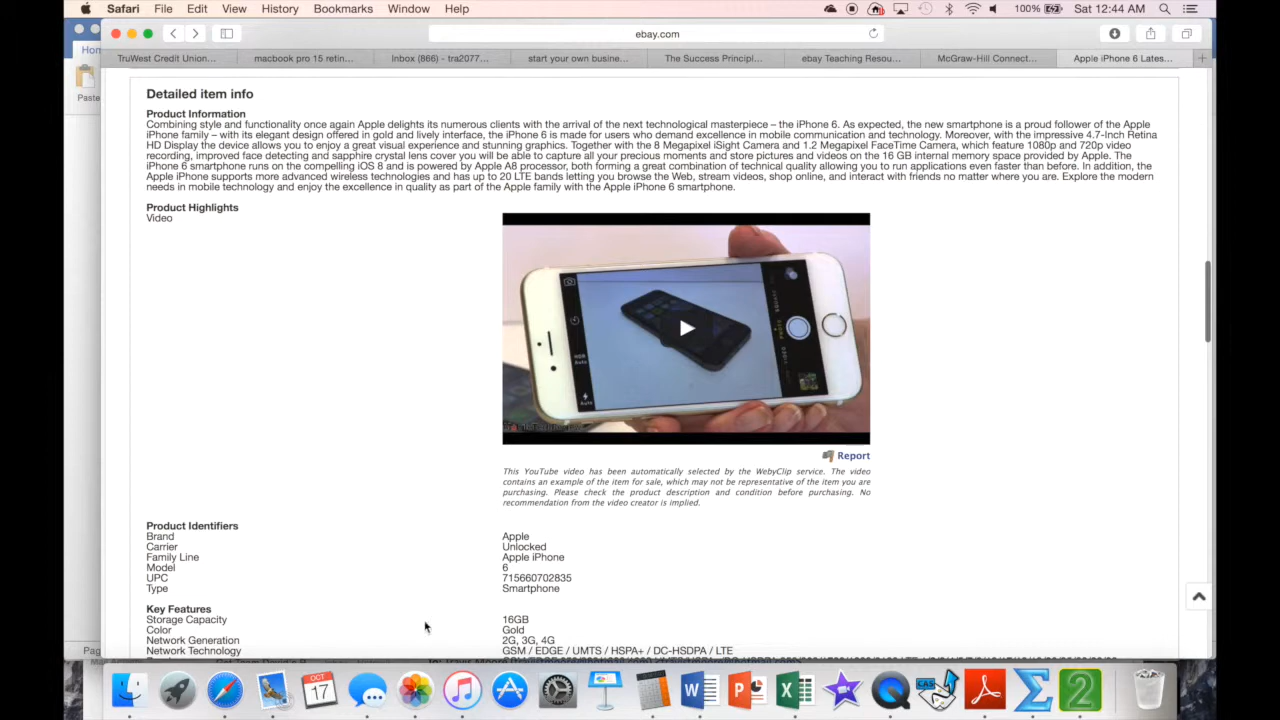 Safari File Edit View History Bookmarks Window Help 100% Sat 12:44 AM
ebay.com
Hom
TruWest Credit Union... macbook pro 15 retin... Inbox (866) - tra2077... start your own busine... The Success Principl... ebay Teaching Resou... McGraw-Hill Connect... Apple iPhone 6 Lates...
Paste
Detailed item info
Product Information
Combining style and functionality once again Apple delights its numerous clients with the arrival of the next technological masterpiece – the iPhone 6. As expected, the new smartphone is a proud follower of the Apple
iPhone family – with its elegant design offered in gold and lively interface, the iPhone 6 is made for users who demand excellence in mobile communication and technology. Moreover, with the impressive 4.7-Inch Retina
HD Display the device allows you to enjoy a great visual experience and stunning graphics. Together with the 8 Megapixel iSight Camera and 1.2 Megapixel FaceTime Camera, which feature 1080p and 720p video
recording, improved face detecting and sapphire crystal lens cover you will be able to capture all your precious moments and store pictures and videos on the 16 GB internal memory space provided by Apple. The
iPhone 6 smartphone runs on the compelling iOS 8 and is powered by Apple A8 processor, both forming a great combination of technical quality allowing you to run applications even faster than before. In addition, the
Apple iPhone supports more advanced wireless technologies and has up to 20 LTE bands letting you browse the Web, stream videos, shop online, and interact with friends no matter where you are. Explore the modern
needs in mobile technology and enjoy the excellence in quality as part of the Apple family with the Apple iPhone 6 smartphone.
Product Highlights
Video
HDR
Auto
Auto
Report
This YouTube video has been automatically selected by the WebyClip service. The video
contains an example of the item for sale, which may not be representative of the item you are
purchasing. Please check the product description and condition before purchasing. No
recommendation from the video creator is implied.
Product Identifiers
Brand Apple
Carrier Unlocked
Family Line Apple iPhone
Model 6
UPC 715660702835
Type Smartphone
Key Features
Storage Capacity 16GB
Color Gold
Network Generation 2G, 3G, 4G
Network Technology GSM / EDGE / UMTS / HSPA+ / DC-HSDPA / LTE
Pag
OCT
17
CAS
2